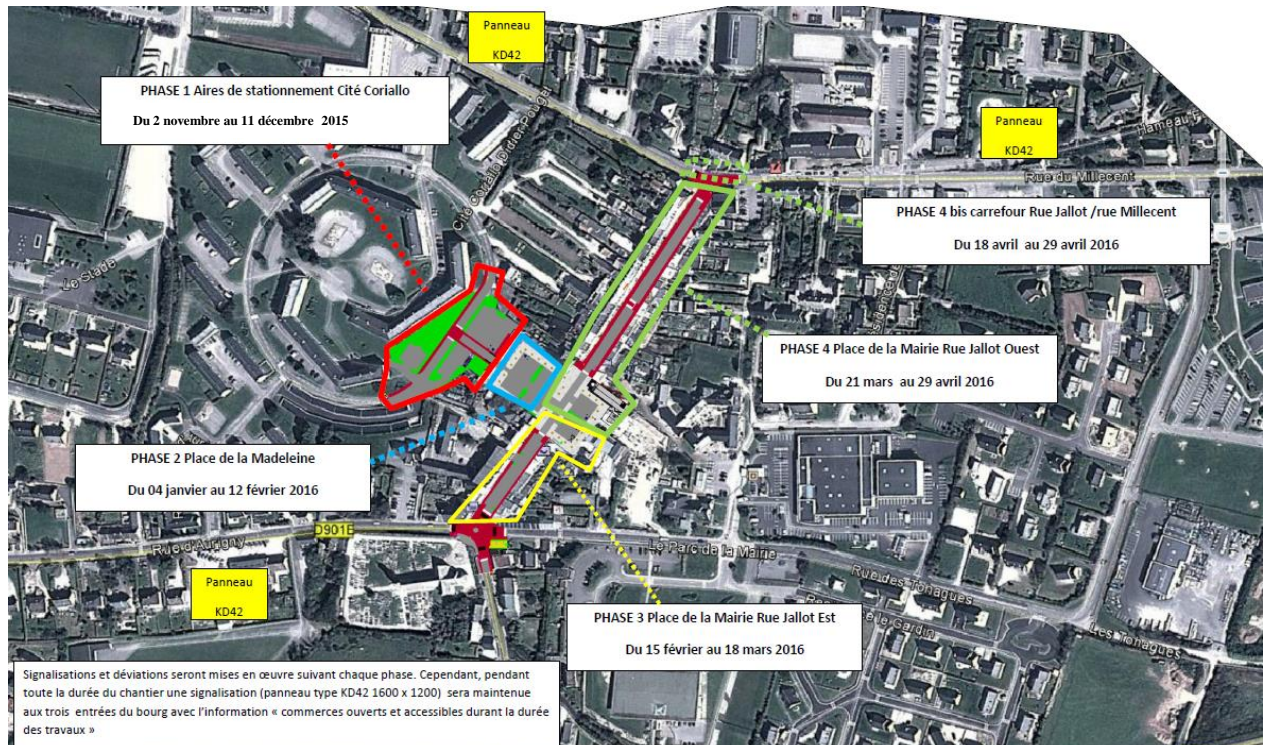 Panneau
KD42
PHASE 1 Aires de stationnement Cité Coriallo
Du 2 novembre au 11 décembre 2015
Panneau
KD42
Hameau F
Rue du Millecent
PHASE 4 bis carrefour Rue Jallot /rue Millecent
Du 18 avril au 29 avril 2016
Le Stade
PHASE 4 Place de la Mairie Rue Jallot Ouest
Du 21 mars au 29 avril 2016
PHASE 2 Place de la Madeleine
Du 04 janvier au 12 février 2016
D901E
Rue d'Aurigny
Le Parc de la Mairie
Rue des Tohagues
Panneau
KD42
Les Tohagues
PHASE 3 Place de la Mairie Rue Jallot Est
Du 15 février au 18 mars 2016
Signalisations et déviations seront mises en œuvre suivant chaque phase. Cependant, pendant
toute la durée du chantier une signalisation (panneau type KD42 1600 x 1200) sera maintenue
aux trois entrées du bourg avec l'information « commerces ouverts et accessibles durant la durée
des travaux »